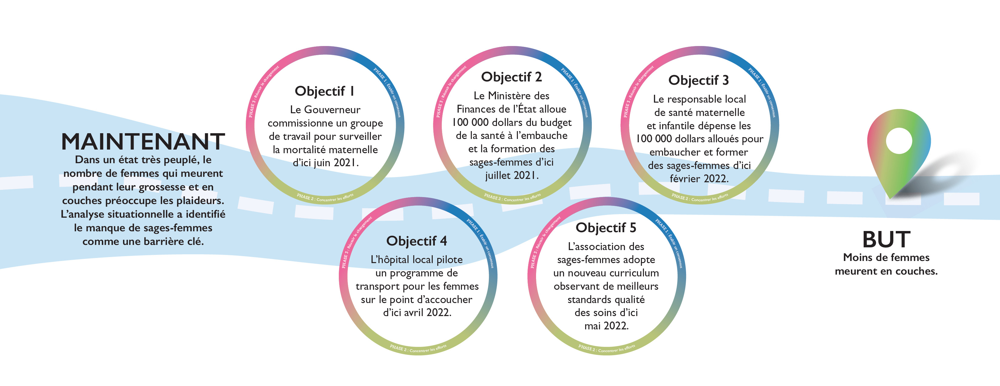 MAINTENANT
Dans un état très peuplé, le
nombre de femmes qui meurent
pendant leur grossesse et en
couches préoccupe les plaideurs.
L’analyse situationnelle a identifié
le manque de sages-femmes
comme une barrière clé.
Objectif 1
Le Gouverneur
commissionne un groupe
de travail pour surveiller
la mortalité maternelle
d’ici juin 2021.
PHASE 1 : Établir un consensus
PHASE 2 : Concentrer les efforts
PHASE 3 : Réussir le changement
Objectif 2
Le Ministère des
Finances de l’État alloue
100 000 dollars du budget
de la santé à l’embauche
et la formation des
sages-femmes d’ici
juillet 2021.
PHASE 1 : Établir un consensus
PHASE 2 : Concentrer les efforts
PHASE 3 : Réussir le changement
Objectif 3
Le responsable local
de santé maternelle
et infantile dépense les
100 000 dollars alloués pour
embaucher et former
des sages-femmes d’ici
février 2022.
PHASE 1 : Établir un consensus
PHASE 2 : Concentrer les efforts
PHASE 3 : Réussir le changement
Objectif 4
L’hôpital local pilote
un programme de
transport pour les femmes
sur le point d’accoucher
d’ici avril 2022.
PHASE 1 : Établir un consensus
PHASE 2 : Concentrer les efforts
PHASE 3 : Réussir le changement
Objectif 5
L’association des
sages-femmes adopte
un nouveau curriculum
observant de meilleurs
standards qualité
des soins d’ici
mai 2022.
PHASE 1 : Établir un consensus
PHASE 2 : Concentrer les efforts
PHASE 3 : Réussir le changement
BUT
Moins de femmes
meurent en couches.